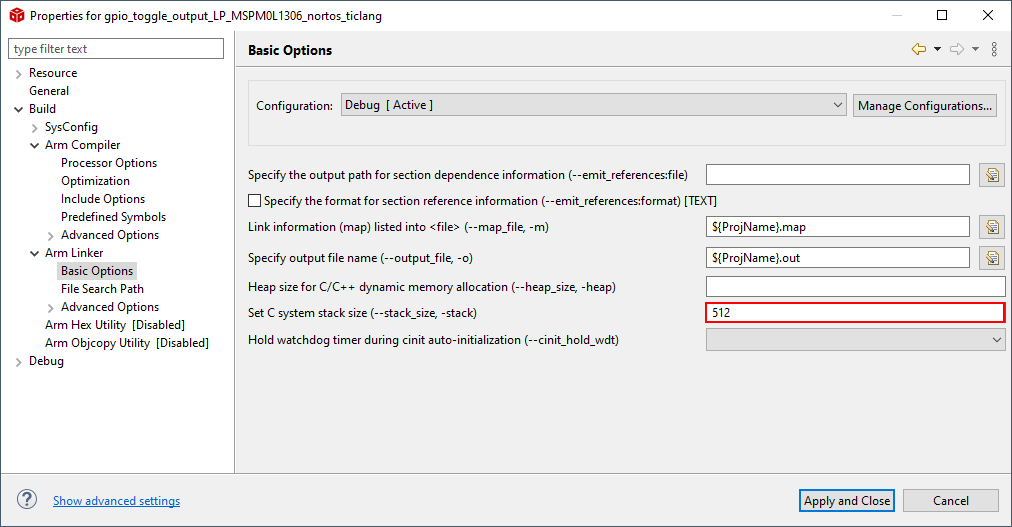 Properties for gpio_toggle_output_LP_MSPM0L1306_nortos_ticlang
type filter text
Resource
General
Build
SysConfig
Arm Compiler
Processor Options
Optimization
Include Options
Predefined Symbols
Advanced Options
Arm Linker
Basic Options
File Search Path
Advanced Options
Arm Hex Utility [Disabled]
Arm Objcopy Utility [Disabled]
Debug
Basic Options
Configuration: Debug [ Active ] Manage Configurations...
Specify the output path for section dependence information (--emit_references:file)
Specify the format for section reference information (--emit_references:format) [TEXT]
Link information (map) listed into <file> (--map_file, -m) ${ProjName}.map
Specify output file name (--output_file, -o) ${ProjName}.out
Heap size for C/C++ dynamic memory allocation (--heap_size, -heap)
Set C system stack size (--stack_size, -stack) 512
Hold watchdog timer during cinit auto-initialization (--cinit_hold_wdt)
? Show advanced settings Apply and Close Cancel